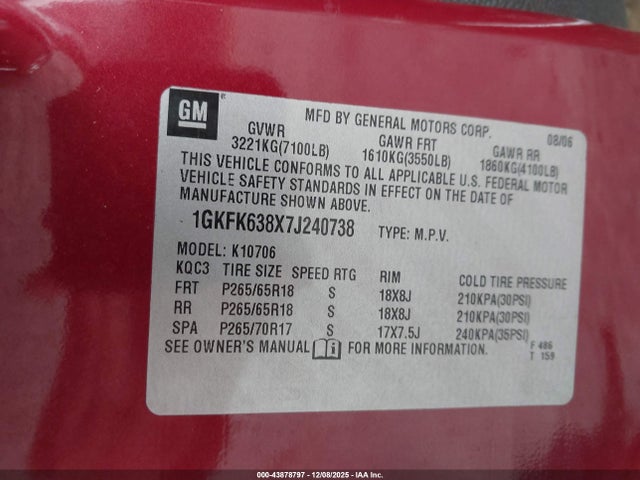 GM
MFD BY GENERAL MOTORS CORP. 08/06
GVWR GAWR FRT GAWR RR
3221KG(7100LB) 1610KG(3550LB) 1860KG(4100LB)
THIS VEHICLE CONFORMS TO ALL APPLICABLE U.S. FEDERAL MOTOR
VEHICLE SAFETY STANDARDS IN EFFECT ON THE DATE OF
MANUFACTURE SHOWN ABOVE.
1GKFK638X7J240738 TYPE: M.P.V.
MODEL: K10706
KQC3 TIRE SIZE SPEED RTG RIM COLD TIRE PRESSURE
FRT P265/65R18 S 18X8J 210KPA(30PSI)
RR P265/65R18 S 18X8J 210KPA(30PSI)
SPA P265/70R17 S 17X7.5J 240KPA(35PSI)
SEE OWNER'S MANUAL FOR MORE INFORMATION. F 486
T 159
000-43878797 - 12/08/2025 - IAA Inc.